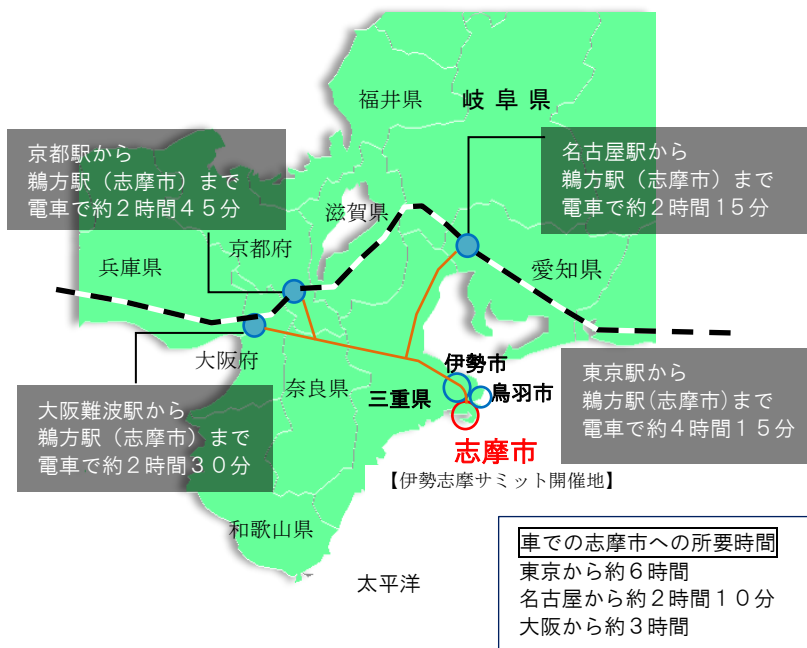 福井県
岐阜県
京都駅から
鵜方駅（志摩市）まで
電車で約２時間４５分
名古屋駅から
鵜方駅（志摩市）まで
電車で約２時間15分
滋賀県
京都府
兵庫県
愛知県
大阪府
伊勢市
奈良県
三重県
鳥羽市
東京駅から
鵜方駅(志摩市)まで
電車で約４時間１５分
大阪難波駅から
鵜方駅（志摩市）まで
電車で約２時間３０分
志摩市
【伊勢志摩サミット開催地】
和歌山県
太平洋
車での志摩市への所要時間
東京から約６時間
名古屋から約２時間１０分
大阪から約３時間